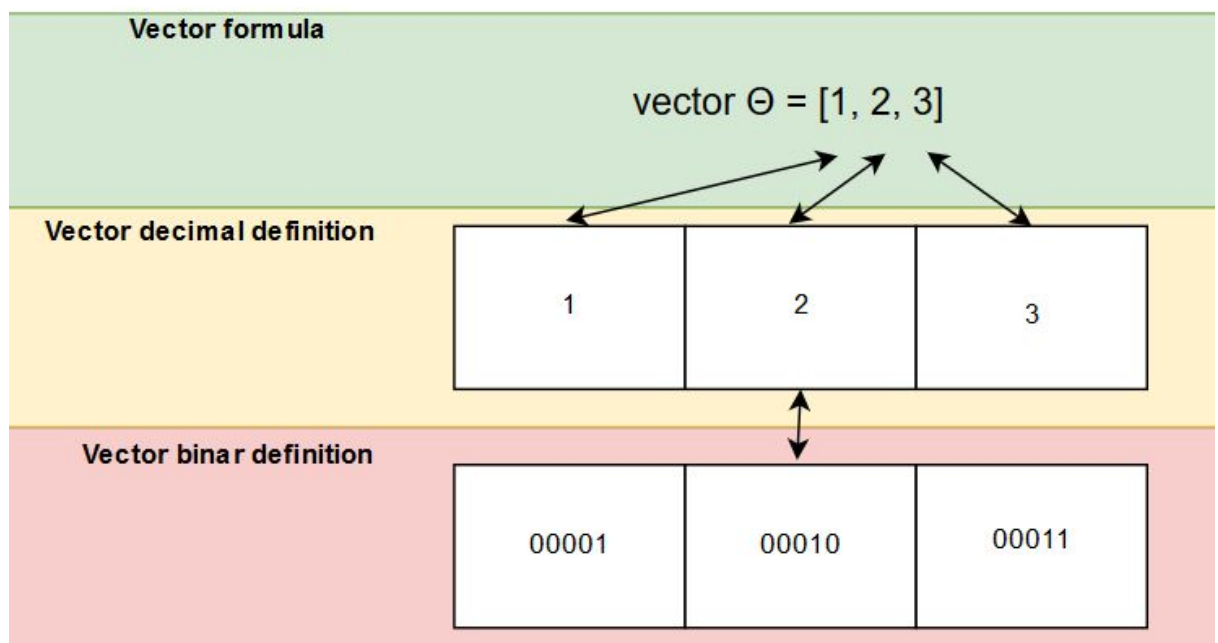 Vector formula
vector Θ = [1, 2, 3]
Vector decimal definition
1
2
3
Vector binar definition
00001
00010
00011